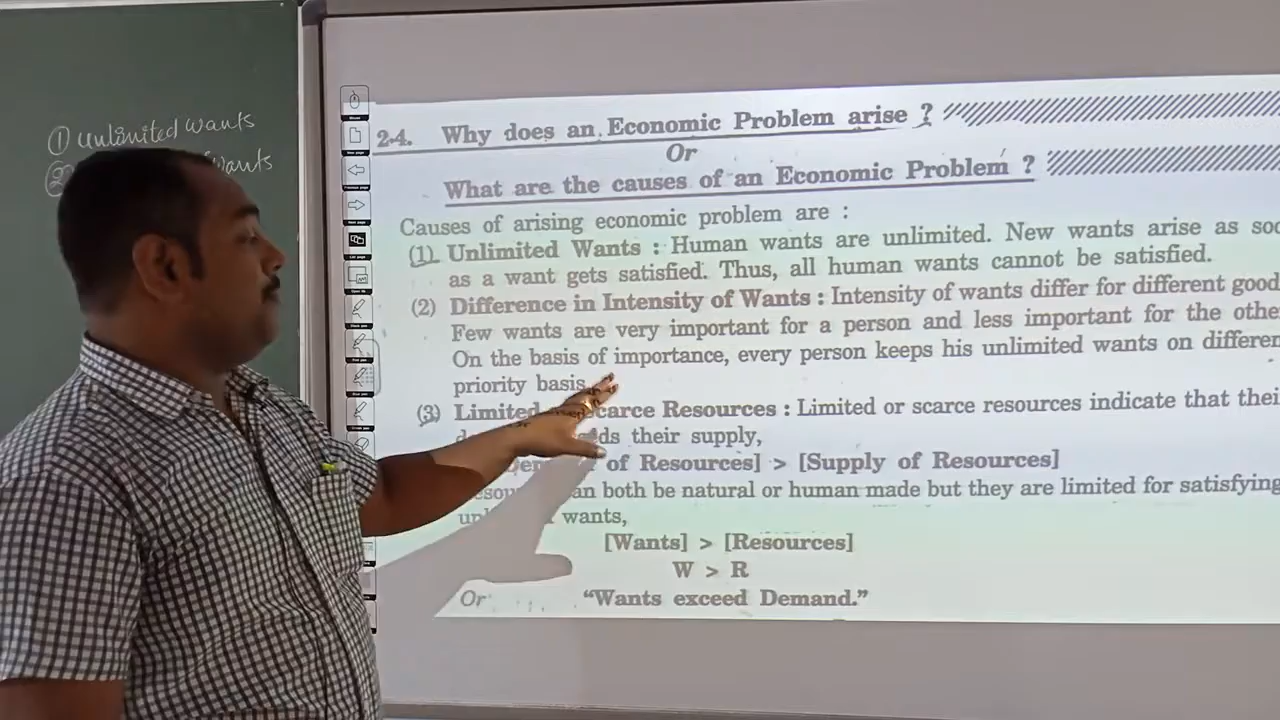 ① Unlimited wants
② wants
2.4. Why does an Economic Problem arise ?
Or
What are the causes of an Economic Problem ?
Causes of arising economic problem are :
(1) Unlimited Wants : Human wants are unlimited. New wants arise as soo
as a want gets satisfied. Thus, all human wants cannot be satisfied.
(2) Difference in Intensity of Wants : Intensity of wants differ for different good
Few wants are very important for a person and less important for the othe
On the basis of importance, every person keeps his unlimited wants on differen
priority basis.
(3) Limited Scarce Resources : Limited or scarce resources indicate that thei
their supply,
of Resources] > [Supply of Resources]
an both be natural or human made but they are limited for satisfying
wants,
[Wants] > [Resources]
W > R
Or “Wants exceed Demand.”